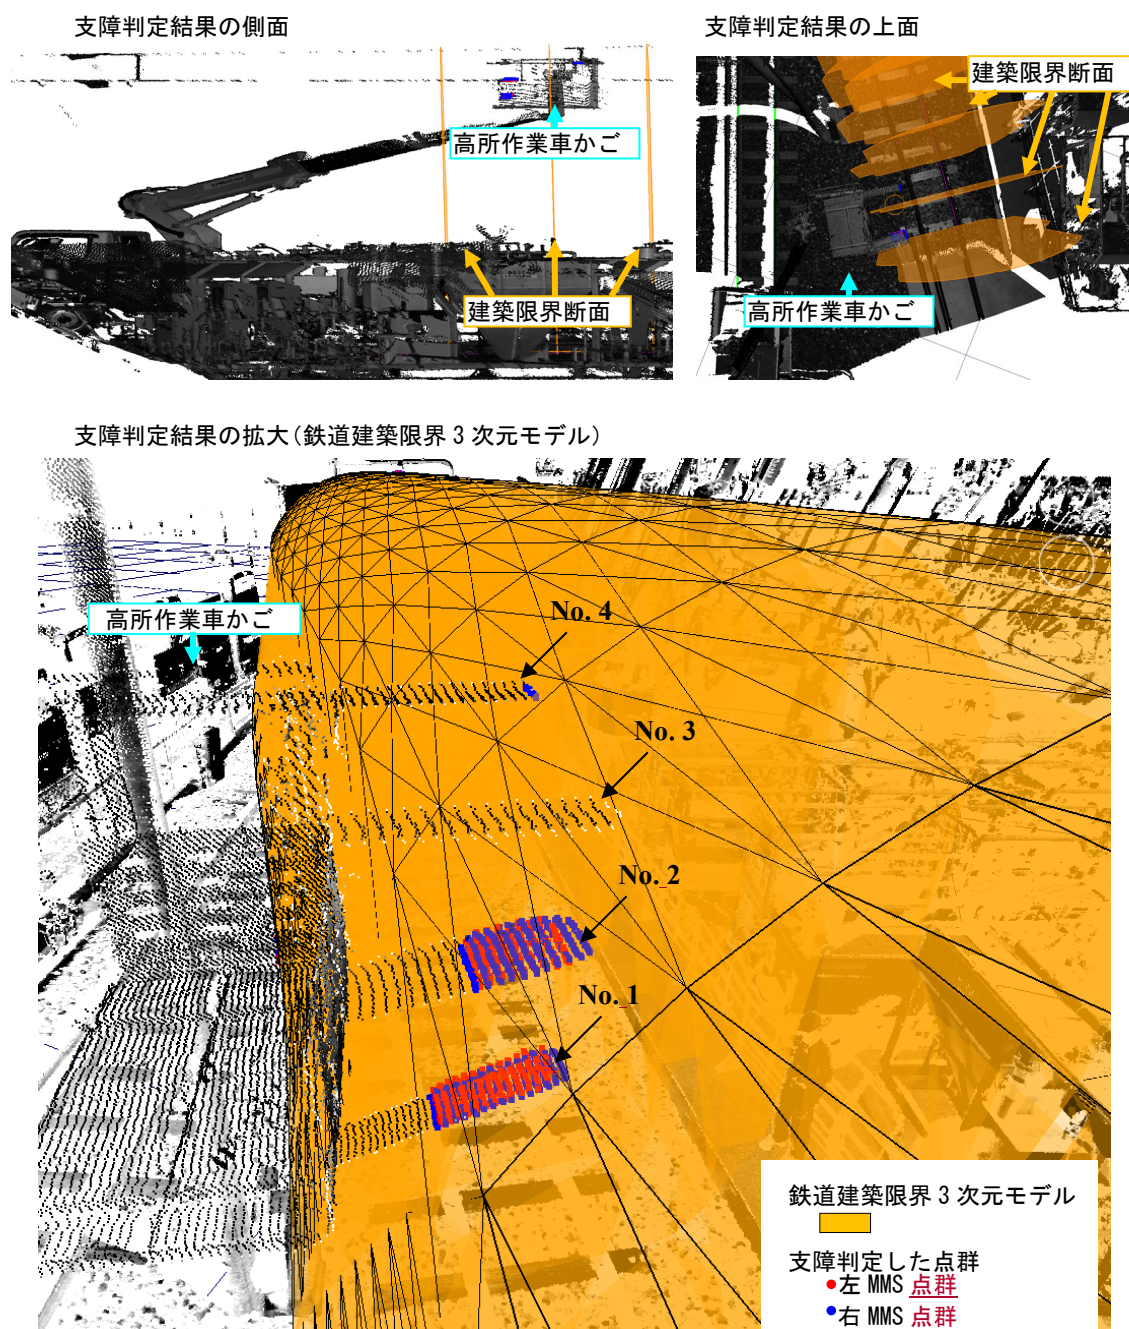 支障判定結果の側面
支障判定結果の上面
高所作業車かご
建築限界断面
建築限界断面
高所作業車かご
支障判定結果の拡大(鉄道建築限界3次元モデル)
高所作業車かご
No. 4
No. 3
No. 2
No. 1
鉄道建築限界3次元モデル
支障判定した点群
左 MMS 点群
右 MMS 点群